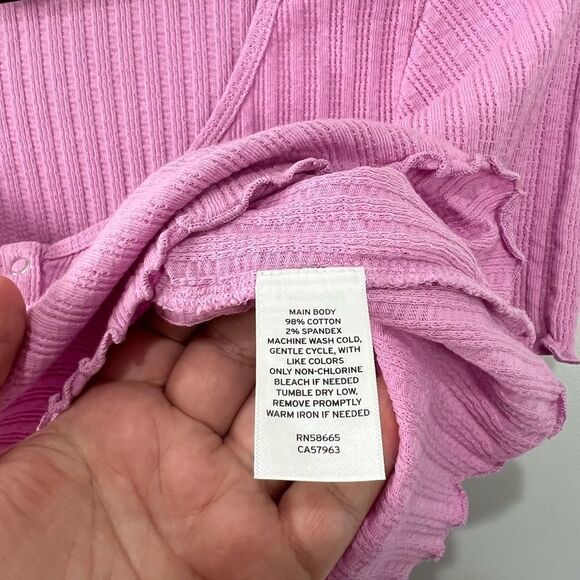 MAIN BODY
98% COTTON
2% SPANDEX
MACHINE WASH COLD,
GENTLE CYCLE, WITH
LIKE COLORS
ONLY NON-CHLORINE
BLEACH IF NEEDED
TUMBLE DRY LOW,
REMOVE PROMPTLY
WARM IRON IF NEEDED
RN58665
CA57963